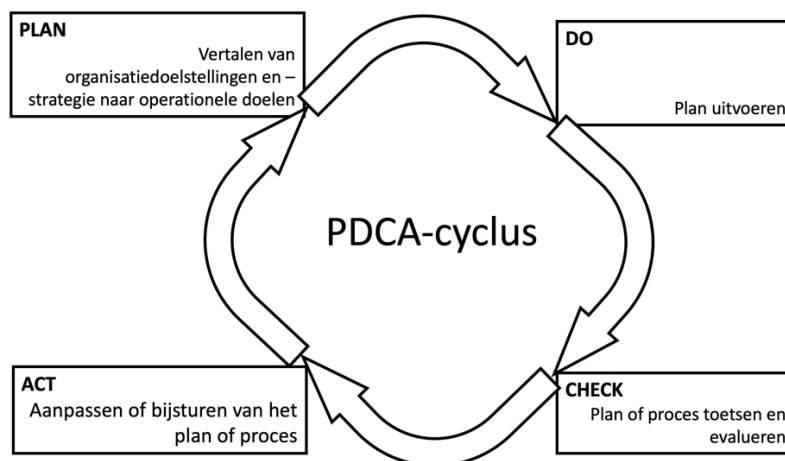 PLAN
Vertalen van
organisatiedoelstellingen en –
strategie naar operationele doelen
DO
Plan uitvoeren
PDCA-cyclus
ACT
Aanpassen of bijsturen van het
plan of proces
CHECK
Plan of proces toetsen en
evalueren